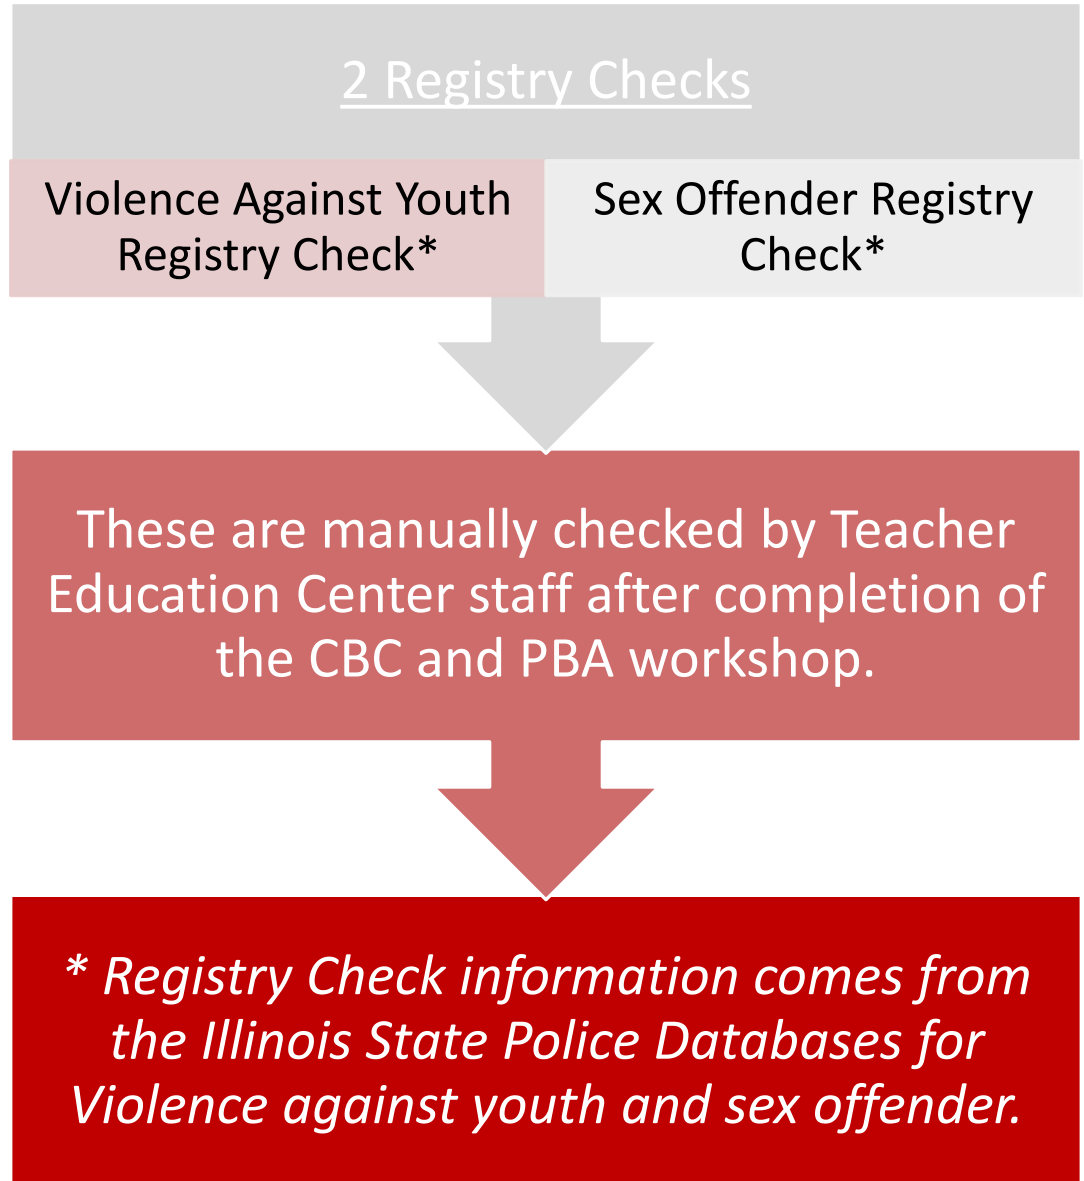 2 Registry Checks
Violence Against Youth
Registry Check*
Sex Offender Registry
Check*
These are manually checked by Teacher
Education Center staff after completion of
the CBC and PBA workshop.
* Registry Check information comes from
the Illinois State Police Databases for
Violence against youth and sex offender.